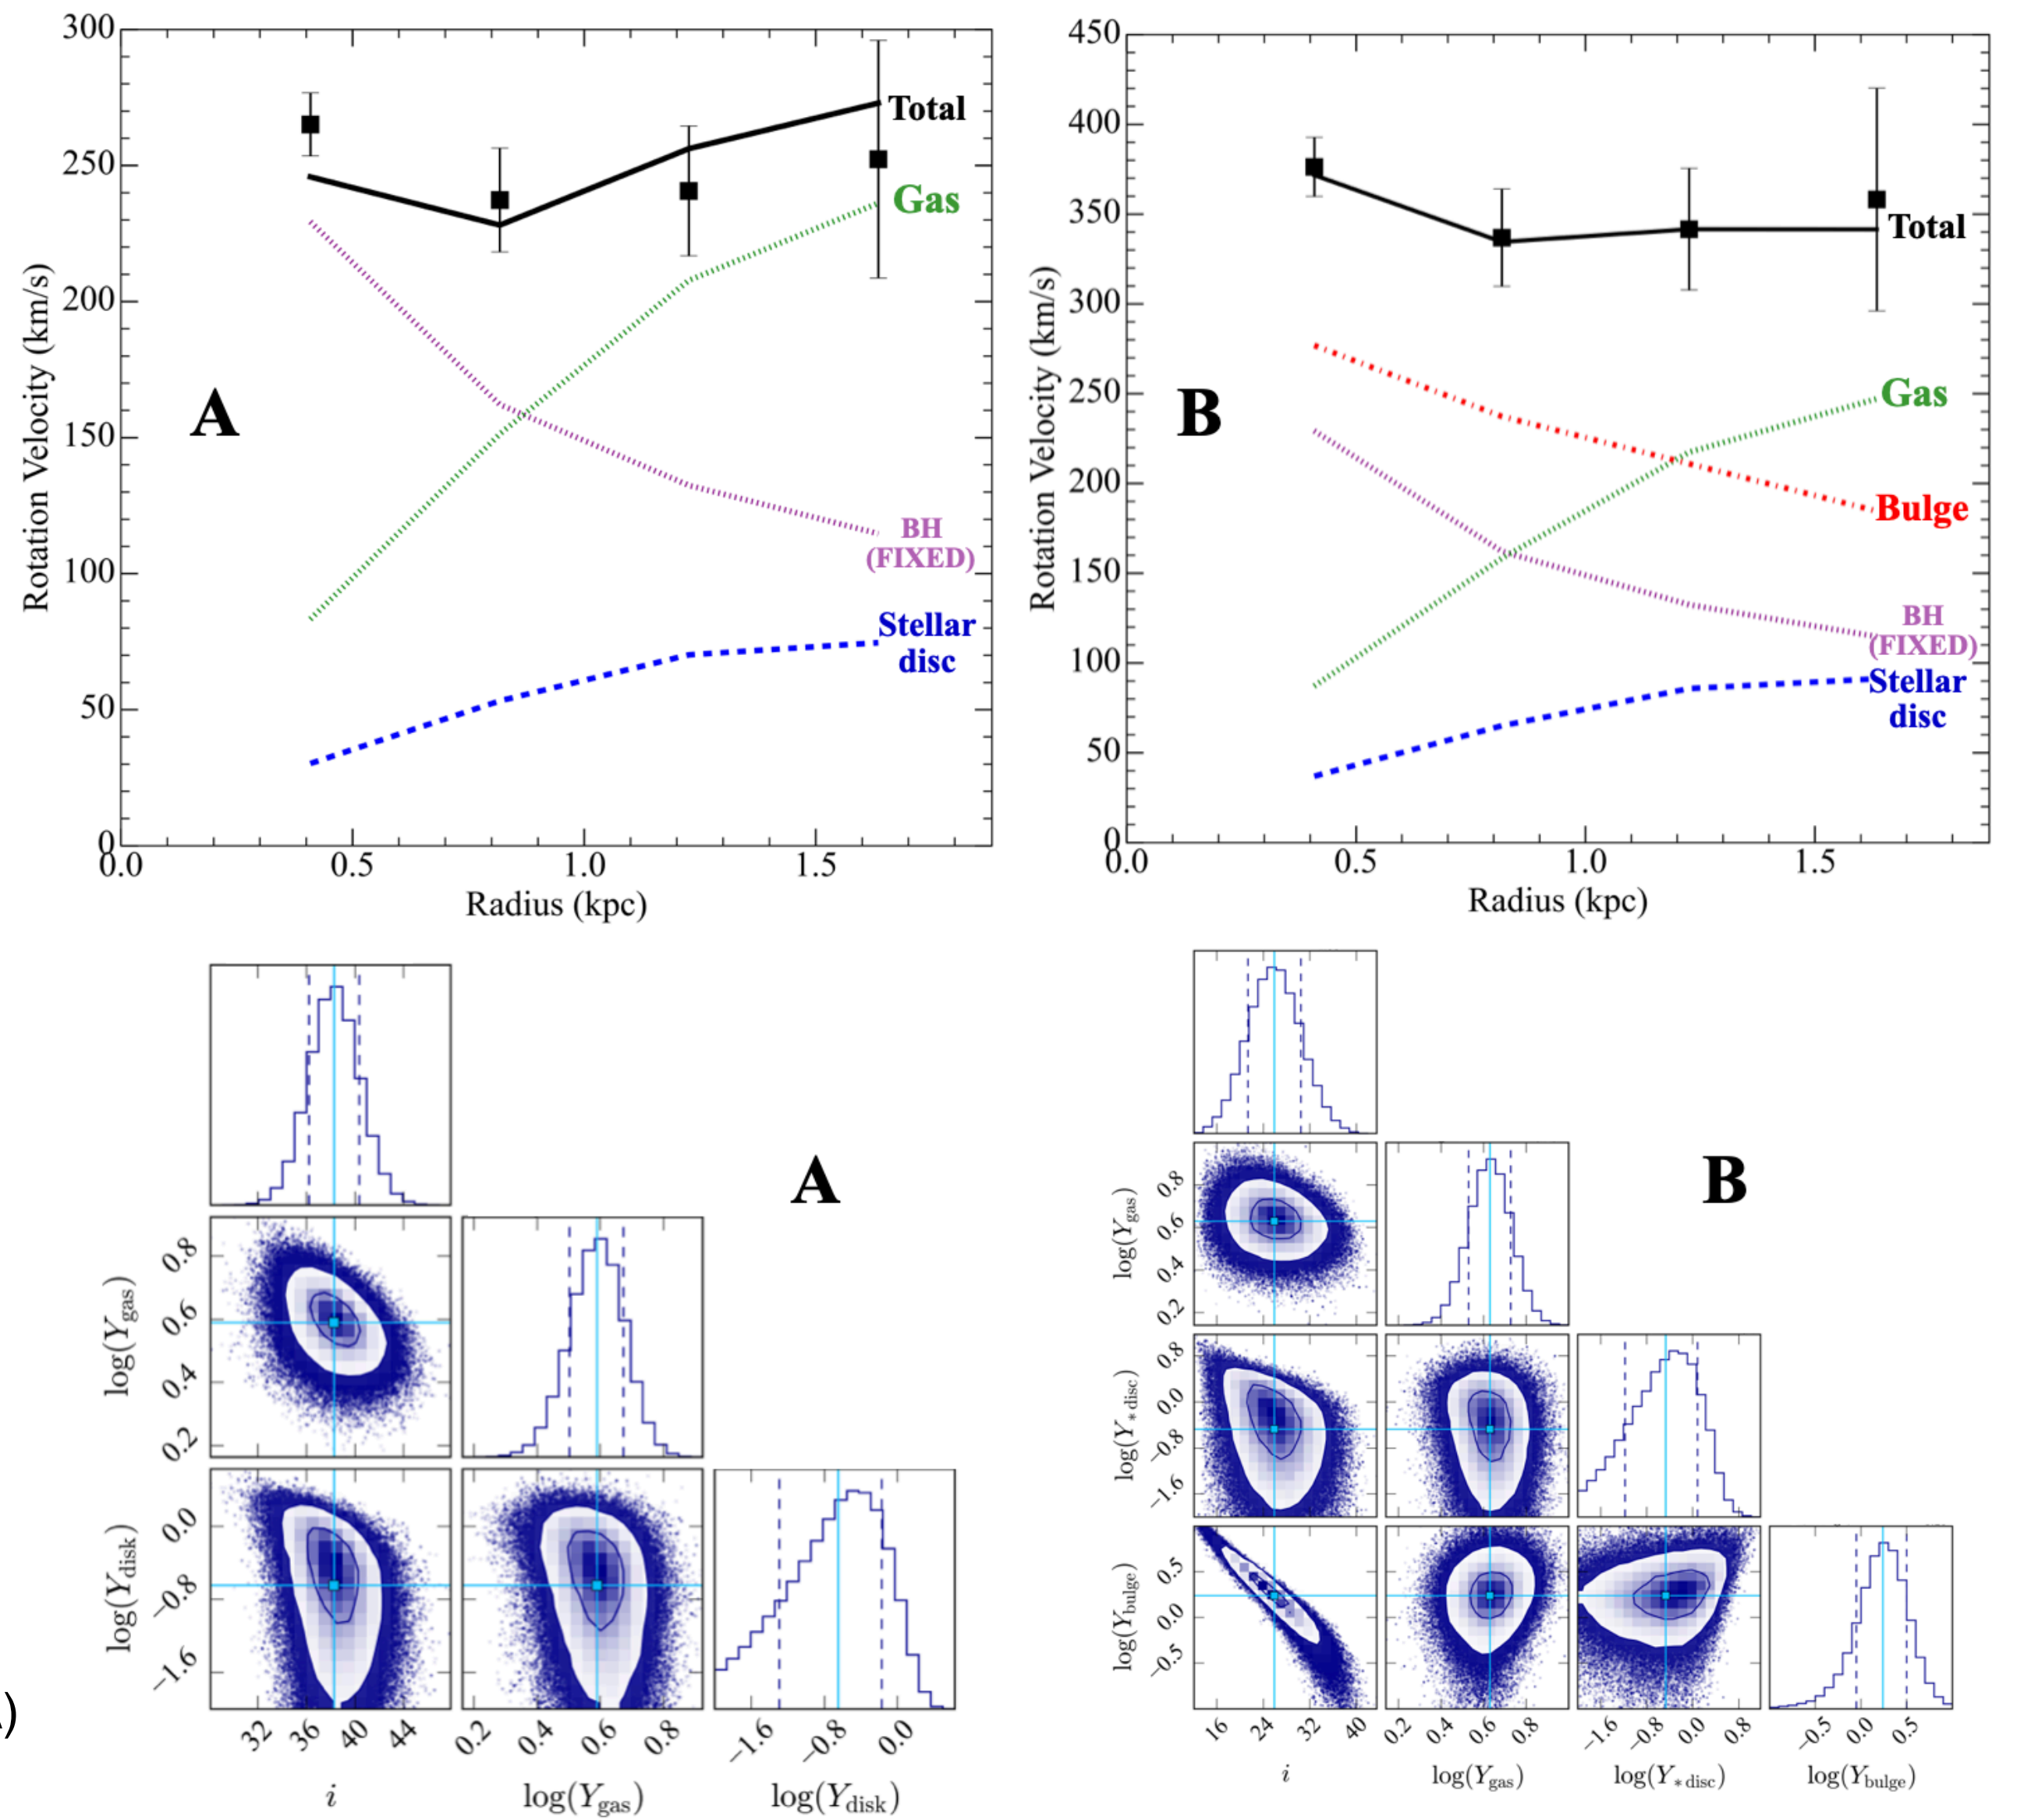 300
250
200
150
100
50
0
Rotation Velocity (km/s)
A
Total
Gas
BH
(FIXED)
Stellar
disc
0.0 0.5 1.0 1.5
Radius (kpc)
450
400
350
300
250
200
150
100
50
0
Rotation Velocity (km/s)
B
Total
Gas
Bulge
BH
(FIXED)
Stellar
disc
0.0 0.5 1.0 1.5
Radius (kpc)
A
0.8
0.6
0.4
0.2
log(Y_gas)
0.0
−0.8
−1.6
log(Y_disk)
32 36 40 44
0.2 0.4 0.6 0.8
−1.6 −0.8 0.0
i
log(Y_gas)
log(Y_disk)
)
B
0.8
0.6
0.4
0.2
log(Y_gas)
0.8
0.0
−0.8
−1.6
log(Y_*disc)
0.5
0.0
−0.5
log(Y_bulge)
16 24 32 40
0.2 0.4 0.6 0.8
−1.6 −0.8 0.0 0.8
−0.5 0.0 0.5
i
log(Y_gas)
log(Y_*disc)
log(Y_bulge)